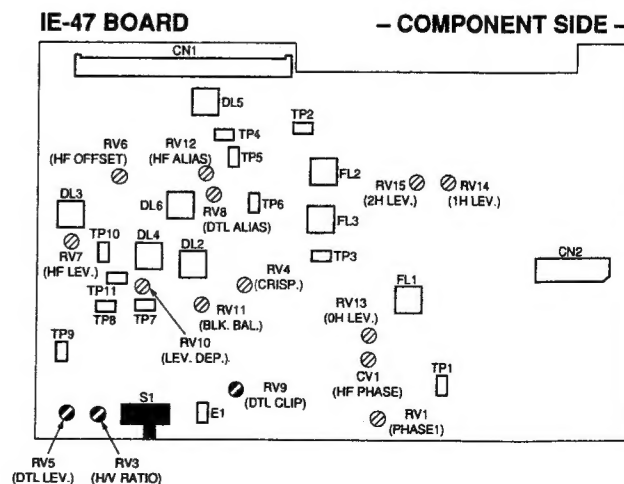 IE-47 BOARD
– COMPONENT SIDE –
CN1
DL5
TP2
TP4
RV6
(HF OFFSET)
RV12
(HF ALIAS)
TP5
FL2
DL3
DL6
RV8
(DTL ALIAS)
TP6
RV15
(2H LEV.)
RV14
(1H LEV.)
FL3
RV7
(HF LEV.)
TP10
DL4
DL2
TP3
CN2
TP11
RV4
(CRISP.)
FL1
TP8
TP7
RV11
(BLK. BAL.)
RV13
(0H LEV.)
RV10
(LEV. DEP.)
TP9
CV1
(HF PHASE)
TP1
S1
E1
RV9
(DTL CLIP)
RV1
(PHASE1)
RV5
(DTL LEV.)
RV3
(H/V RATIO)